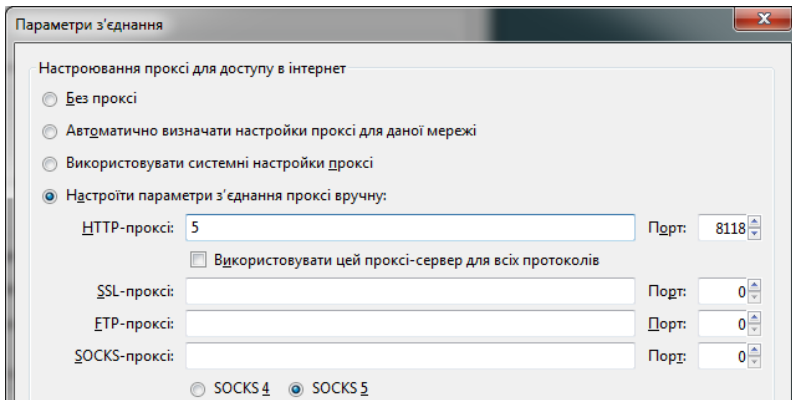 Параметри з'єднання
Настроювання проксі для доступу в інтернет
Без проксі
Автоматично визначати настройки проксі для даної мережі
Використовувати системні настройки проксі
Настроїти параметри з'єднання проксі вручну:
HTTP-проксі: 5 Порт: 8118
Використовувати цей проксі-сервер для всіх протоколів
SSL-проксі: Порт: 0
FTP-проксі: Порт: 0
SOCKS-проксі: Порт: 0
SOCKS 4 SOCKS 5